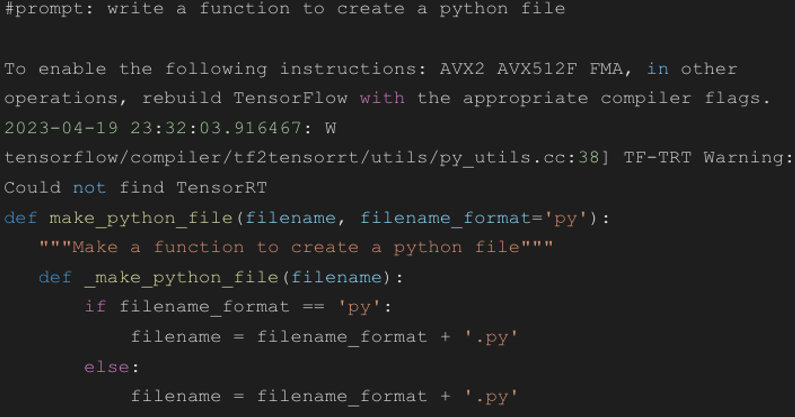 #prompt: write a function to create a python file
To enable the following instructions: AVX2 AVX512F FMA, in other
operations, rebuild TensorFlow with the appropriate compiler flags.
2023-04-19 23:32:03.916467: W
tensorflow/compiler/tf2tensorrt/utils/py_utils.cc:38] TF-TRT Warning:
Could not find TensorRT
def make_python_file(filename, filename_format='py'):
   """Make a function to create a python file"""
   def _make_python_file(filename):
       if filename_format == 'py':
           filename = filename_format + '.py'
       else:
           filename = filename_format + '.py'